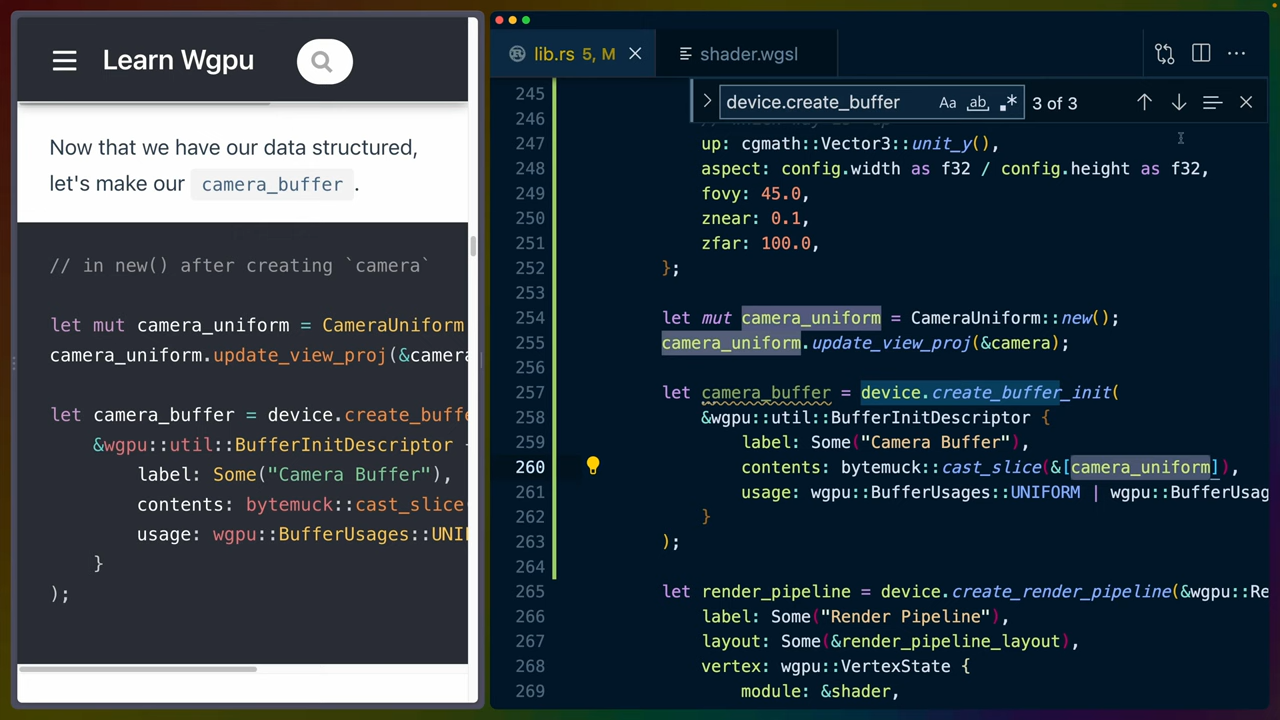 Learn Wgpu
Now that we have our data structured,
let's make our camera_buffer .
// in new() after creating `camera`
let mut camera_uniform = CameraUniform
camera_uniform.update_view_proj(&camera
let camera_buffer = device.create_buffe
&wgpu::util::BufferInitDescriptor
label: Some("Camera Buffer"),
contents: bytemuck::cast_slice
usage: wgpu::BufferUsages::UNI
}
);
lib.rs 5, M
shader.wgsl
device.create_buffer Aa ab .* 3 of 3
245
246
247 up: cgmath::Vector3::unit_y(),
248 aspect: config.width as f32 / config.height as f32,
249 fovy: 45.0,
250 znear: 0.1,
251 zfar: 100.0,
252 };
253
254 let mut camera_uniform = CameraUniform::new();
255 camera_uniform.update_view_proj(&camera);
256
257 let camera_buffer = device.create_buffer_init(
258 &wgpu::util::BufferInitDescriptor {
259 label: Some("Camera Buffer"),
260 contents: bytemuck::cast_slice(&[camera_uniform]),
261 usage: wgpu::BufferUsages::UNIFORM | wgpu::BufferUsag
262 }
263 );
264
265 let render_pipeline = device.create_render_pipeline(&wgpu::Re
266 label: Some("Render Pipeline"),
267 layout: Some(&render_pipeline_layout),
268 vertex: wgpu::VertexState {
269 module: &shader,